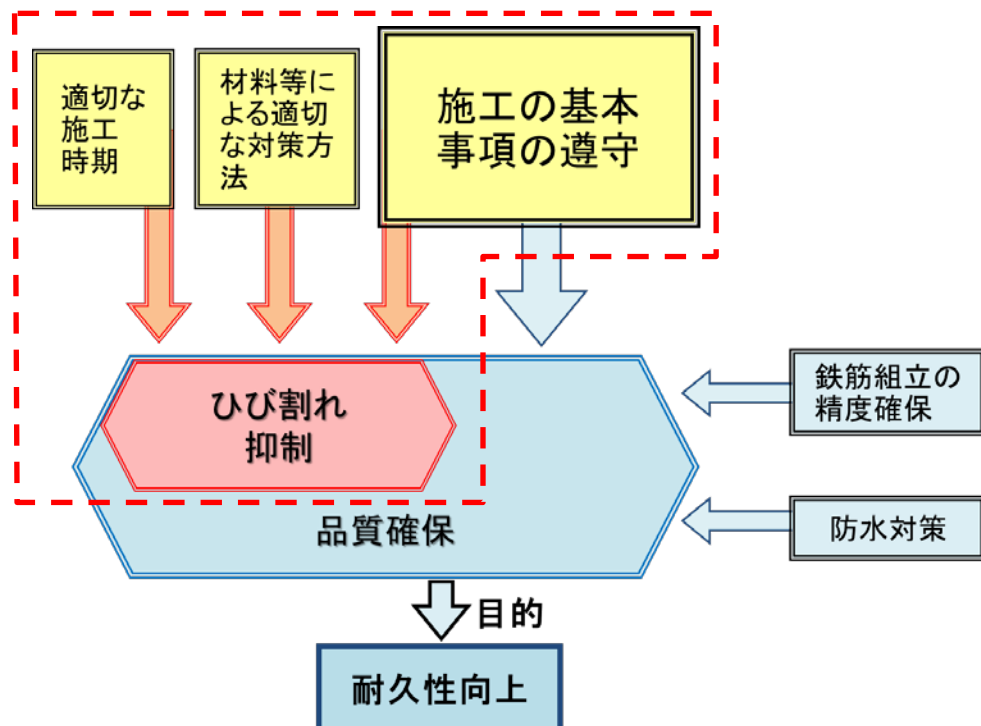 適切な
施工
時期
材料等に
よる適切
な対策方
法
施工の基本
事項の遵守
ひび割れ
抑制
品質確保
鉄筋組立の
精度確保
防水対策
目的
耐久性向上